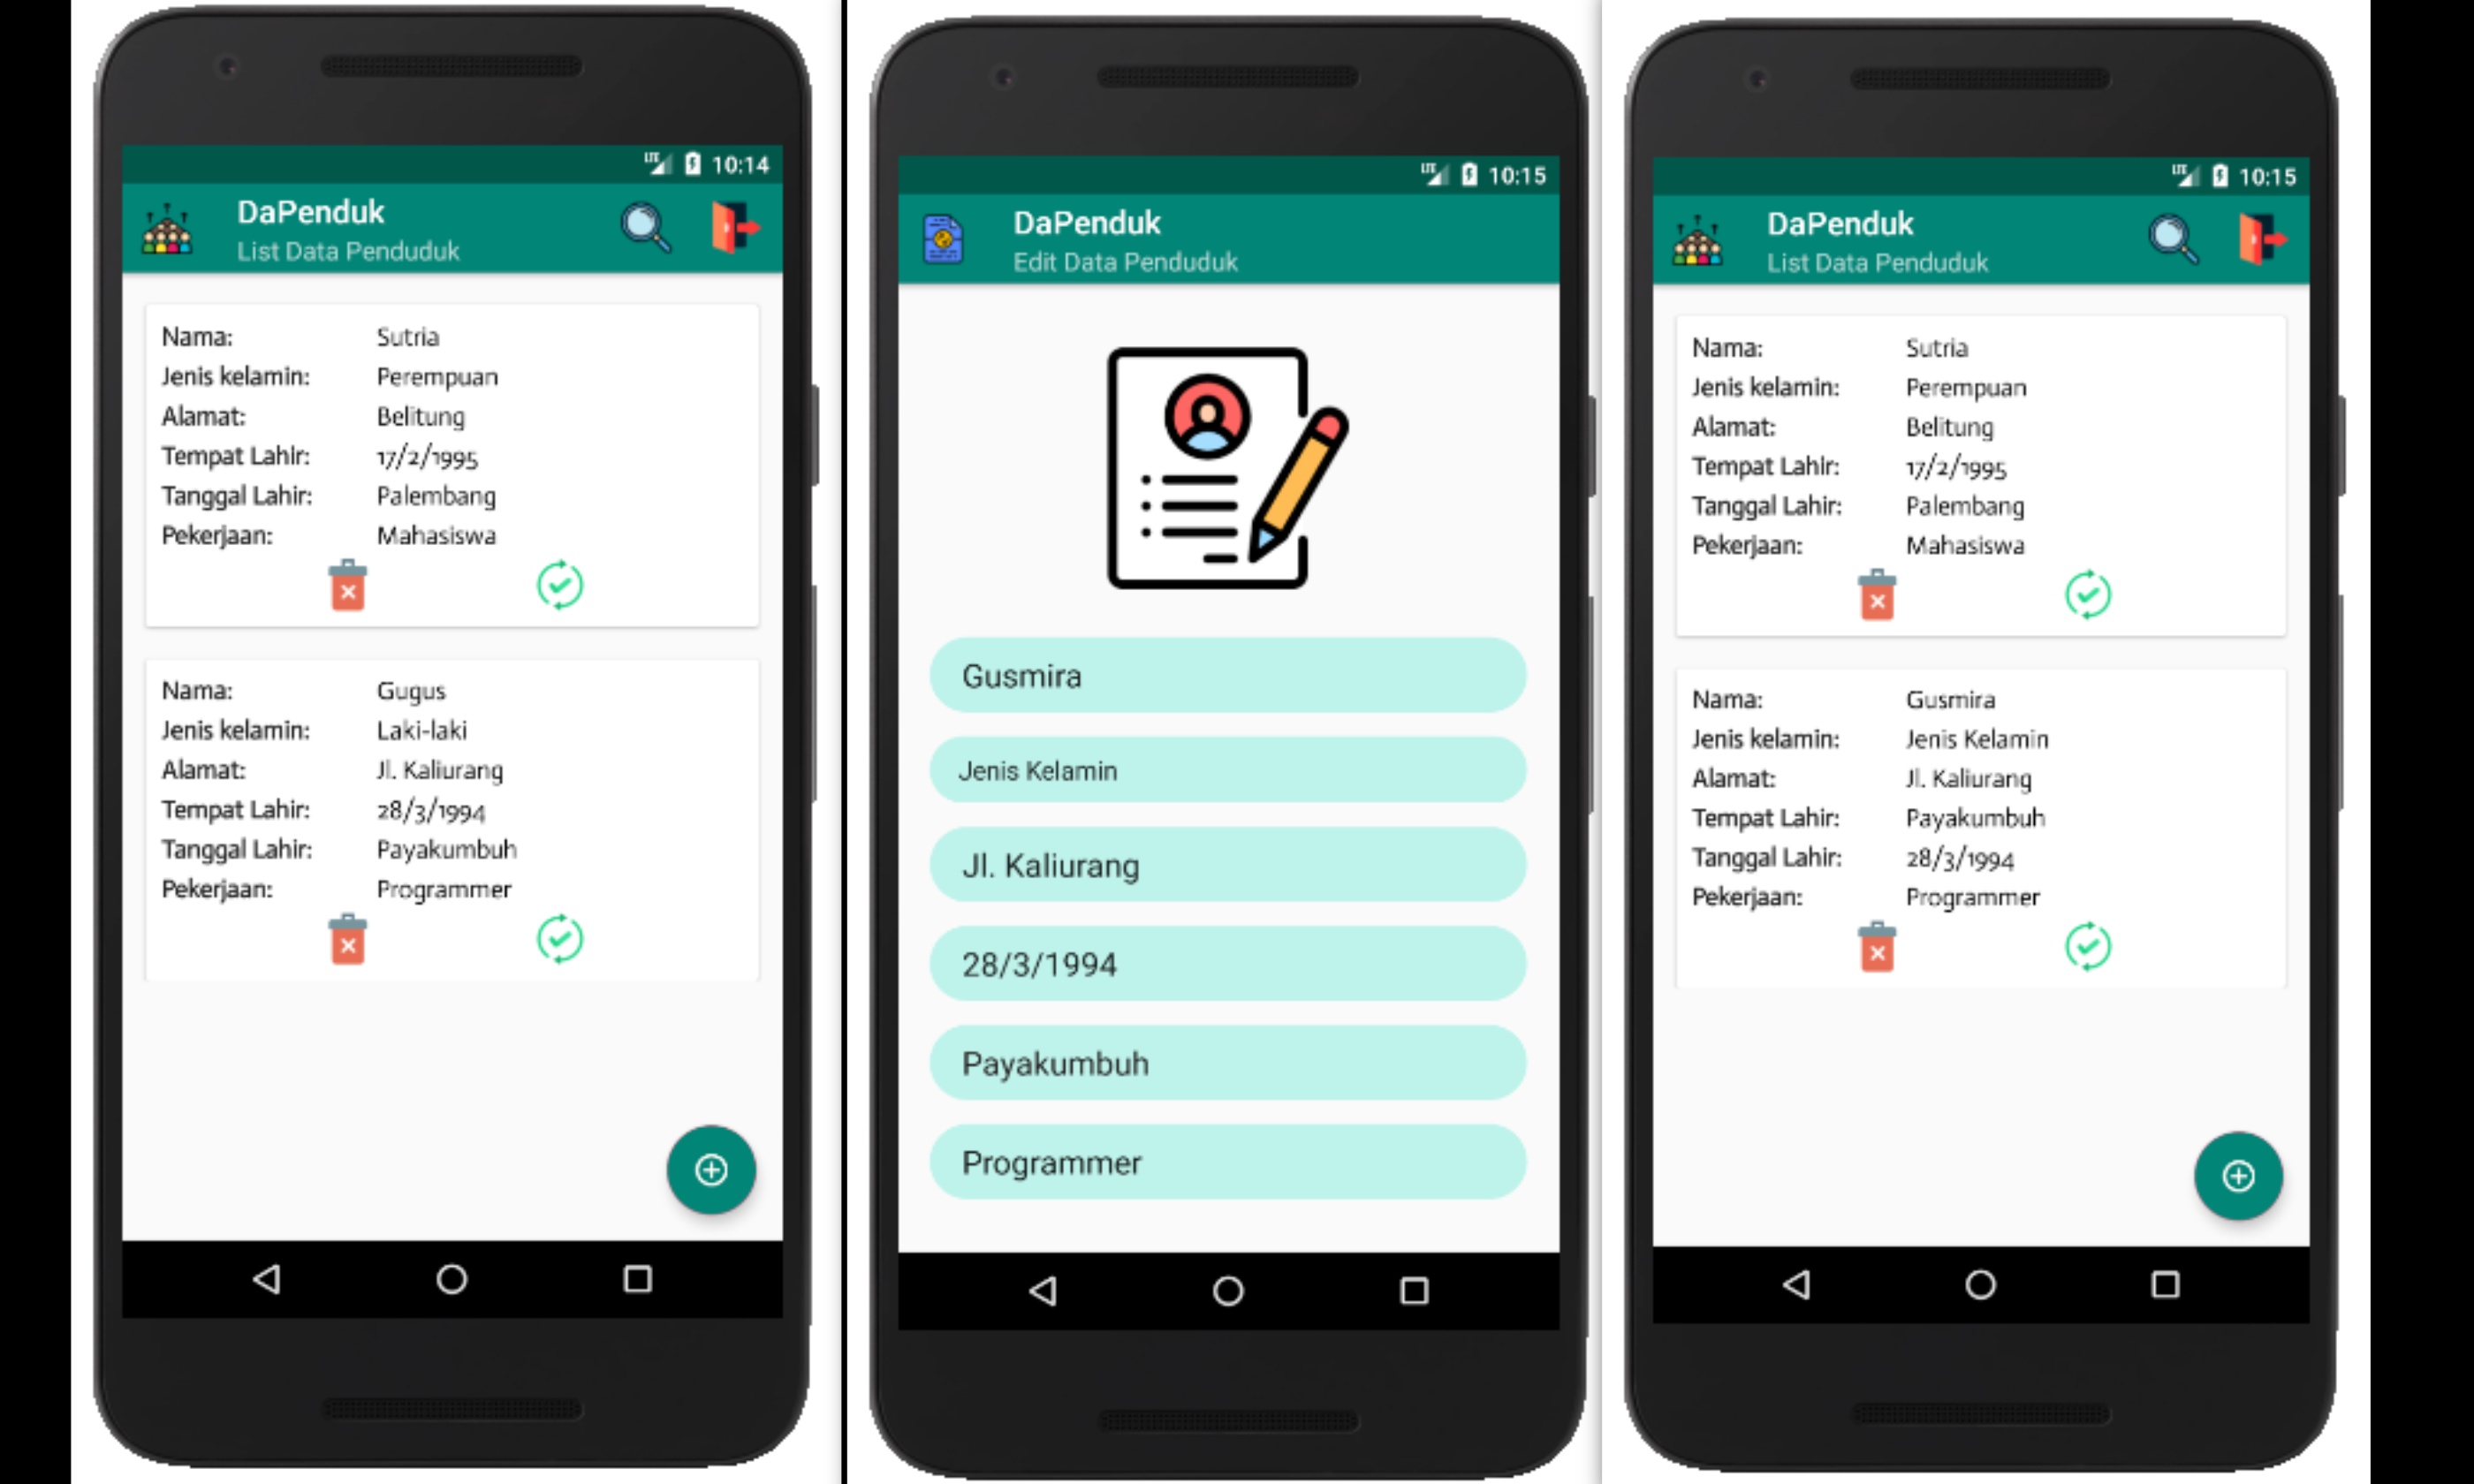 LTE 10:14
DaPenduk
List Data Penduduk
Nama: Sutria
Jenis kelamin: Perempuan
Alamat: Belitung
Tempat Lahir: 17/2/1995
Tanggal Lahir: Palembang
Pekerjaan: Mahasiswa
Nama: Gugus
Jenis kelamin: Laki-laki
Alamat: Jl. Kaliurang
Tempat Lahir: 28/3/1994
Tanggal Lahir: Payakumbuh
Pekerjaan: Programmer
LTE 10:15
DaPenduk
Edit Data Penduduk
Gusmira
Jenis Kelamin
Jl. Kaliurang
28/3/1994
Payakumbuh
Programmer
LTE 10:15
DaPenduk
List Data Penduduk
Nama: Sutria
Jenis kelamin: Perempuan
Alamat: Belitung
Tempat Lahir: 17/2/1995
Tanggal Lahir: Palembang
Pekerjaan: Mahasiswa
Nama: Gusmira
Jenis kelamin: Jenis Kelamin
Alamat: Jl. Kaliurang
Tempat Lahir: Payakumbuh
Tanggal Lahir: 28/3/1994
Pekerjaan: Programmer